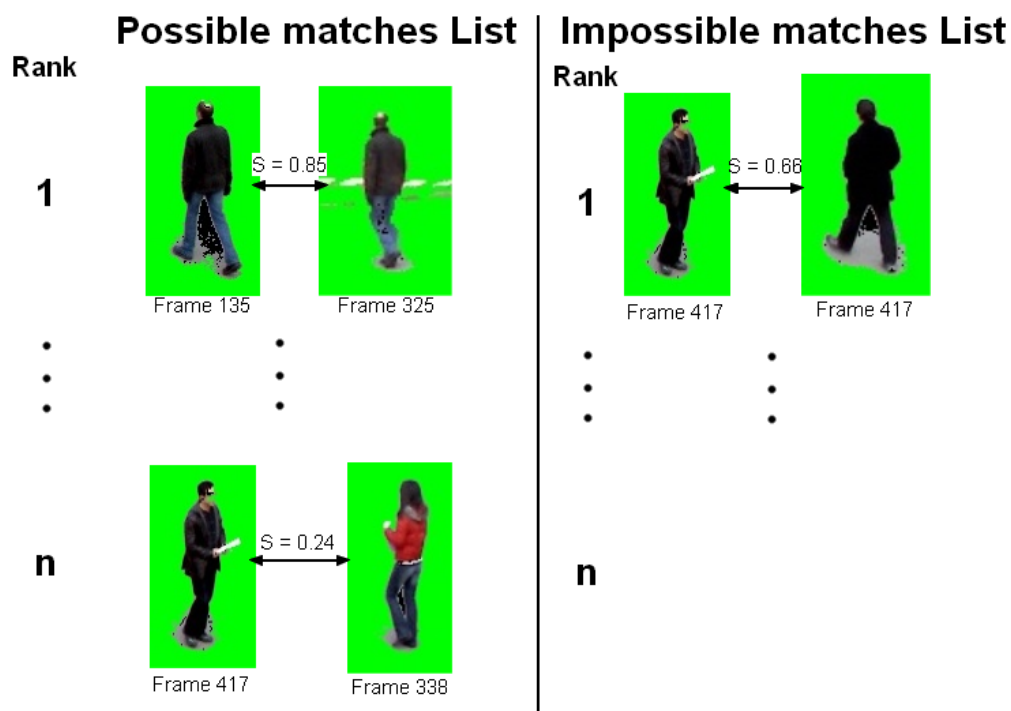 Possible matches List
Rank
1
S = 0.85
Frame 135
Frame 325
n
S = 0.24
Frame 417
Frame 338
Impossible matches List
Rank
1
S = 0.66
Frame 417
Frame 417
n